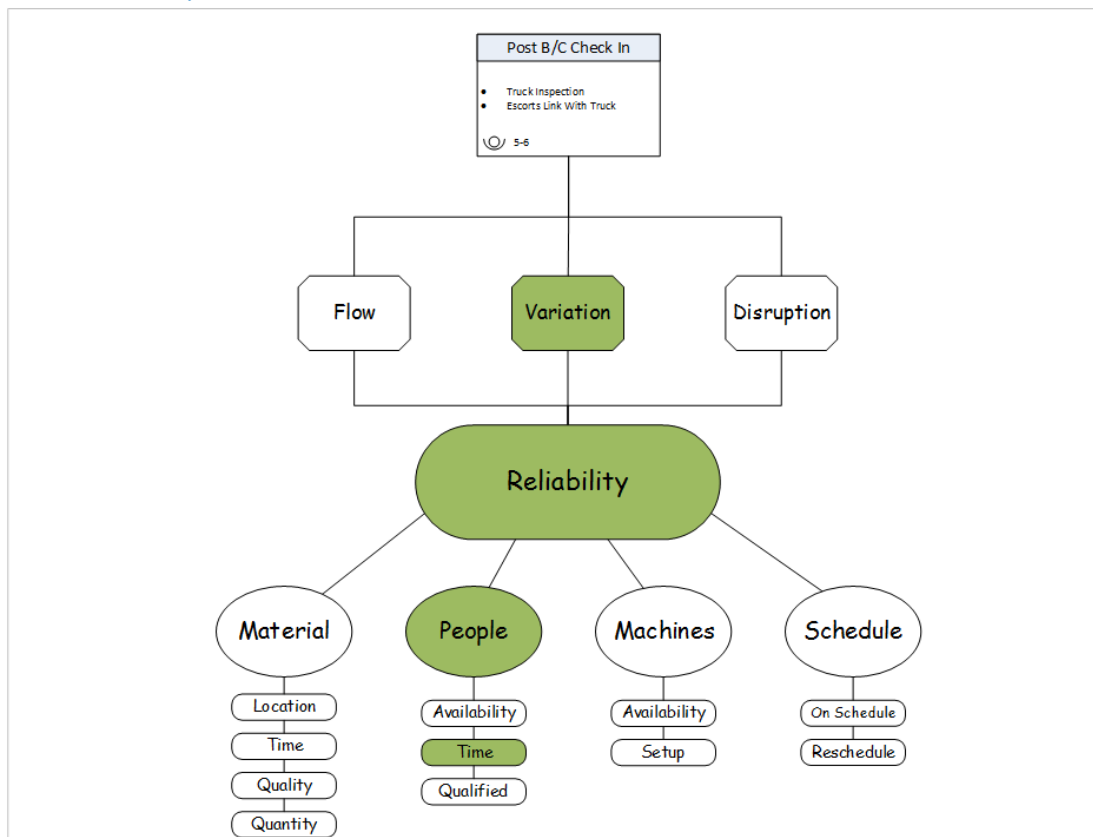 Post B/C Check In
• Truck Inspection
• Escorts Link With Truck
5-6
Flow
Variation
Disruption
Reliability
Material
People
Machines
Schedule
Location
Time
Quality
Quantity
Availability
Time
Qualified
Availability
Setup
On Schedule
Reschedule